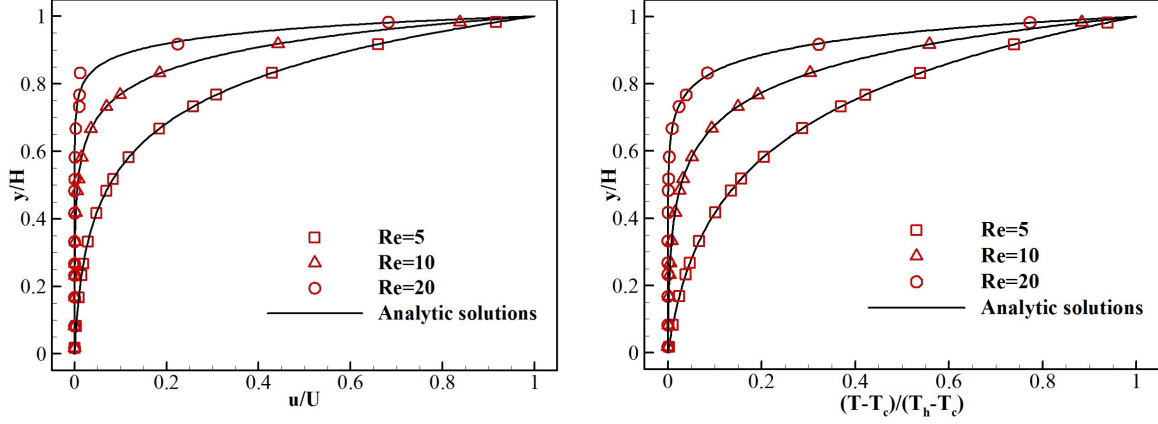 1
0.8
0.6
0.4
0.2
0
y/H
Re=5
Re=10
Re=20
Analytic solutions
0 0.2 0.4 0.6 0.8 1
u/U
1
0.8
0.6
0.4
0.2
0
y/H
Re=5
Re=10
Re=20
Analytic solutions
0 0.2 0.4 0.6 0.8 1
(T-Tc)/(Th-Tc)